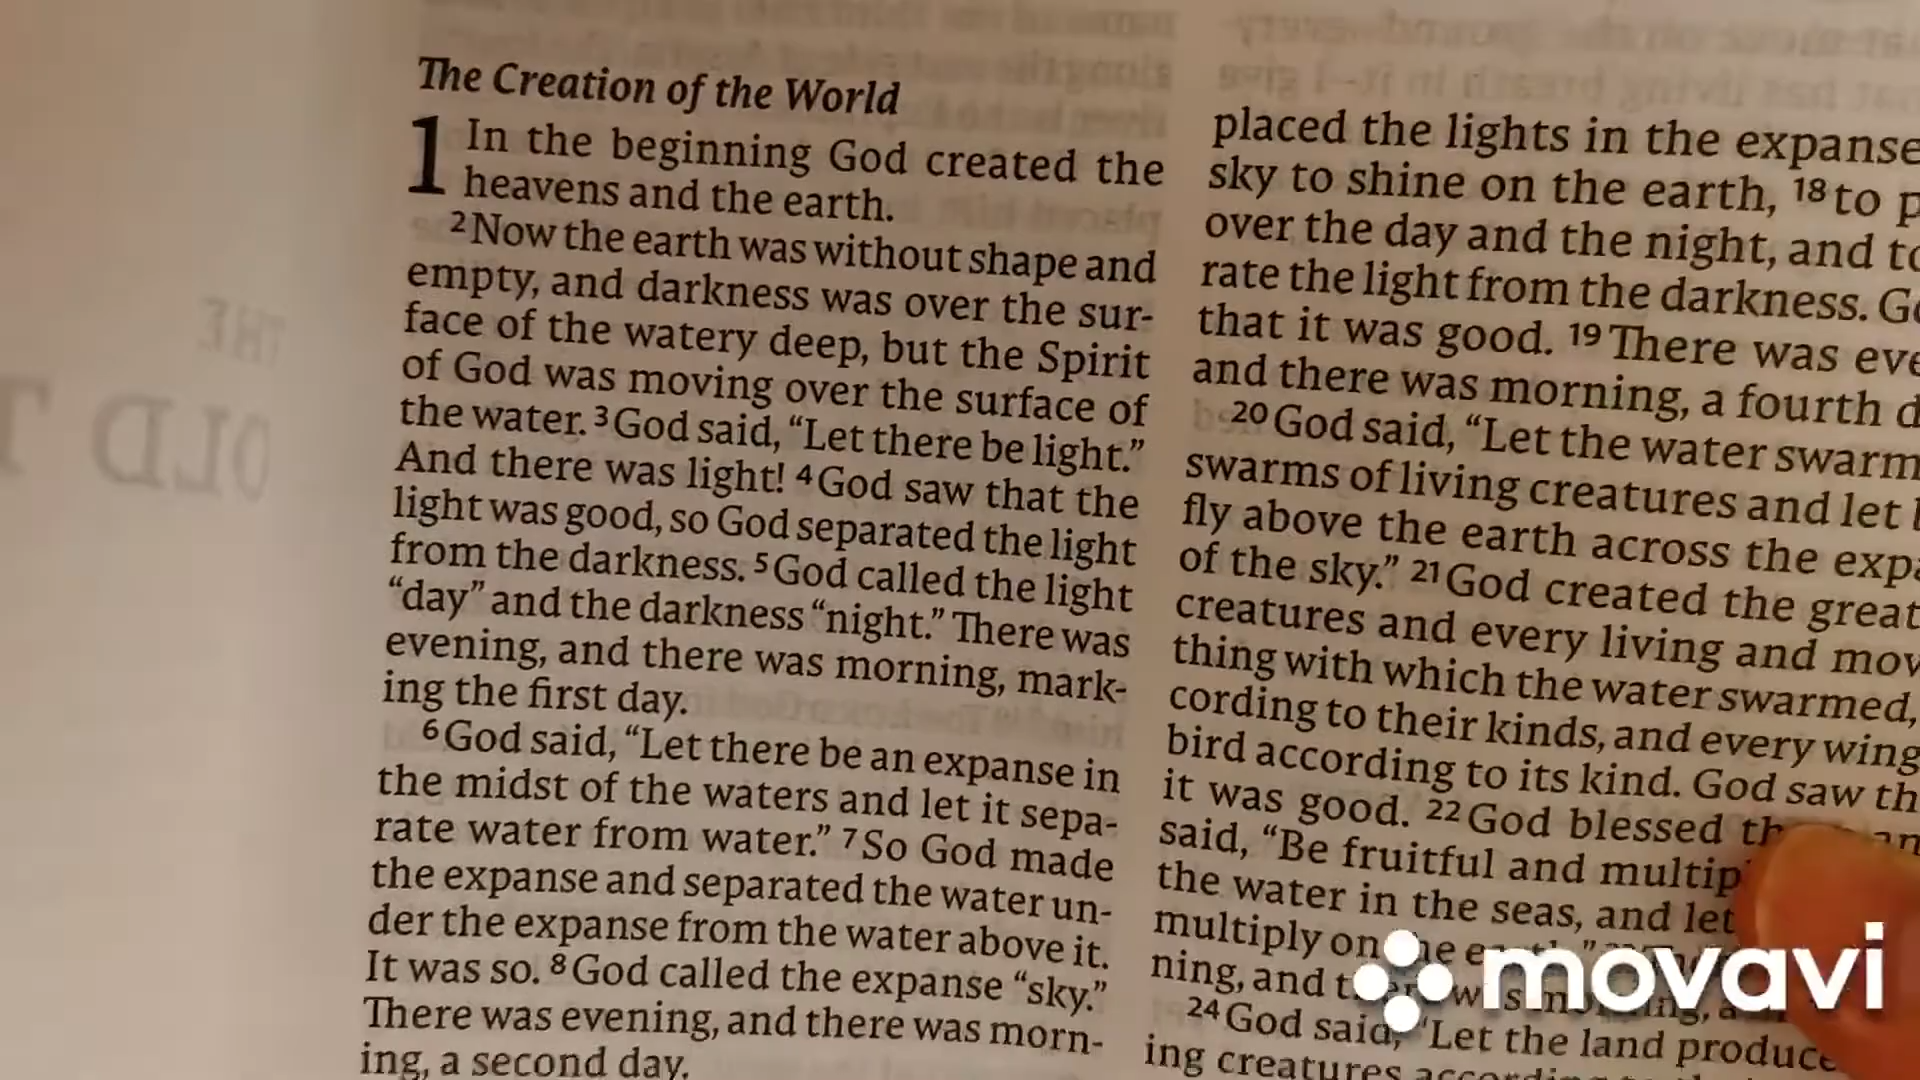 The Creation of the World
1 In the beginning God created the
heavens and the earth.
2 Now the earth was without shape and
empty, and darkness was over the sur-
face of the watery deep, but the Spirit
of God was moving over the surface of
the water. 3 God said, “Let there be light.”
And there was light! 4 God saw that the
light was good, so God separated the light
from the darkness. 5 God called the light
“day” and the darkness “night.” There was
evening, and there was morning, mark-
ing the first day.
6 God said, “Let there be an expanse in
the midst of the waters and let it sepa-
rate water from water.” 7 So God made
the expanse and separated the water un-
der the expanse from the water above it.
It was so. 8 God called the expanse “sky.”
There was evening, and there was morn-
ing, a second day.
placed the lights in the expanse
sky to shine on the earth, 18 to
over the day and the night, and
rate the light from the darkness.
that it was good. 19 There was
and there was morning, a fourth
20 God said, “Let the water swarm
swarms of living creatures and let
fly above the earth across the
of the sky.” 21 God created the great
creatures and every living and
thing with which the water swarmed,
cording to their kinds, and every
bird according to its kind. God saw
it was good. 22 God blessed
said, “Be fruitful and
the water in the seas, and let
multiply on
ning, and
24 God said, “Let the land produce
ing creatures
THE
OLD
movavi